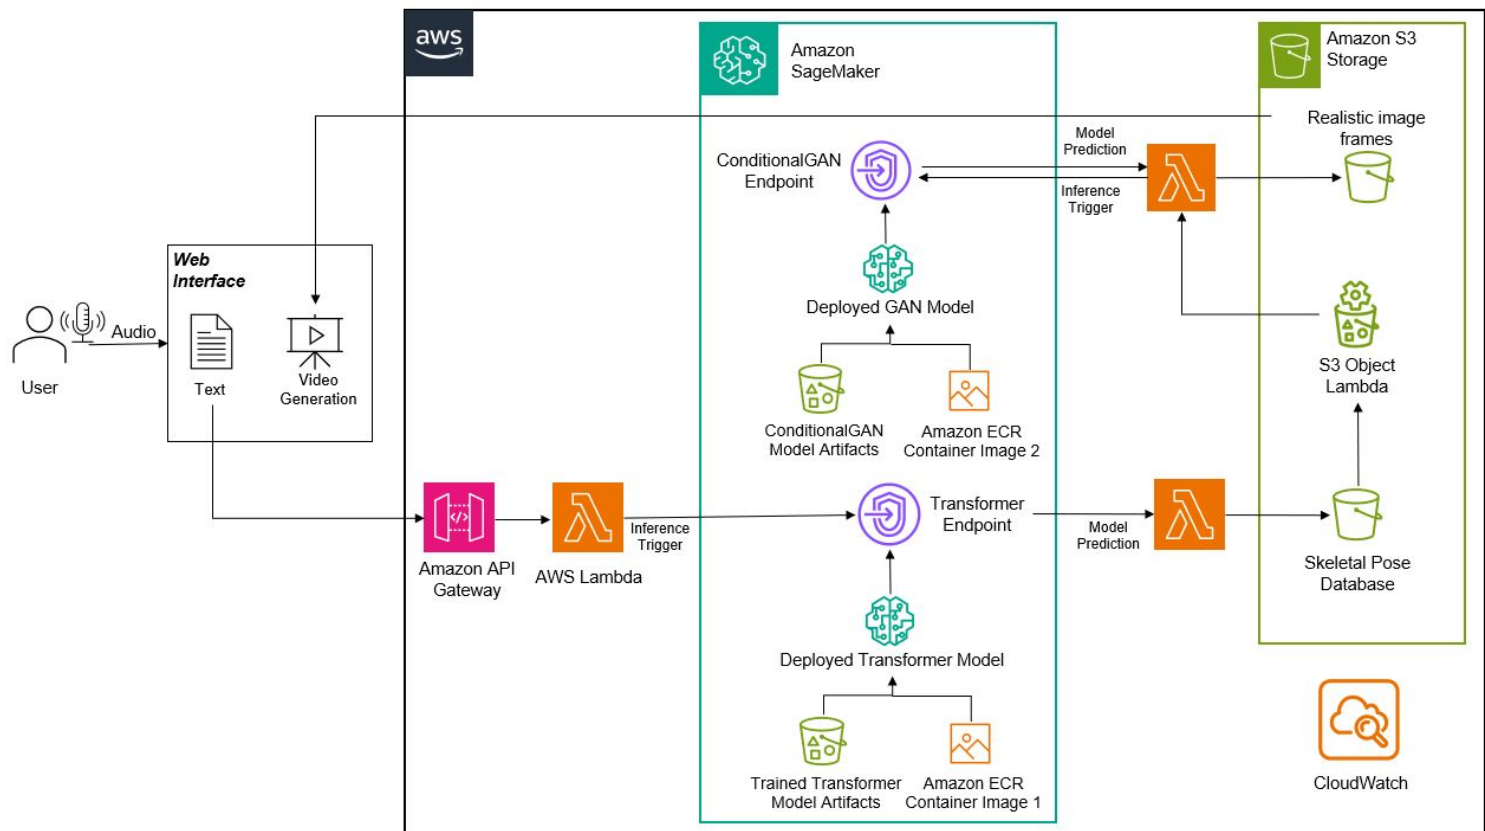 aws
Amazon
SageMaker
Amazon S3
Storage
Realistic image
frames
Model
Prediction
ConditionalGAN
Endpoint
Inference
Trigger
Web
Interface
Deployed GAN Model
Audio
User
Text
Video
Generation
S3 Object
Lambda
ConditionalGAN
Model Artifacts
Amazon ECR
Container Image 2
Transformer
Endpoint
Inference
Trigger
Model
Prediction
Amazon API
Gateway
AWS Lambda
Skeletal Pose
Database
Deployed Transformer Model
Trained Transformer
Model Artifacts
Amazon ECR
Container Image 1
CloudWatch